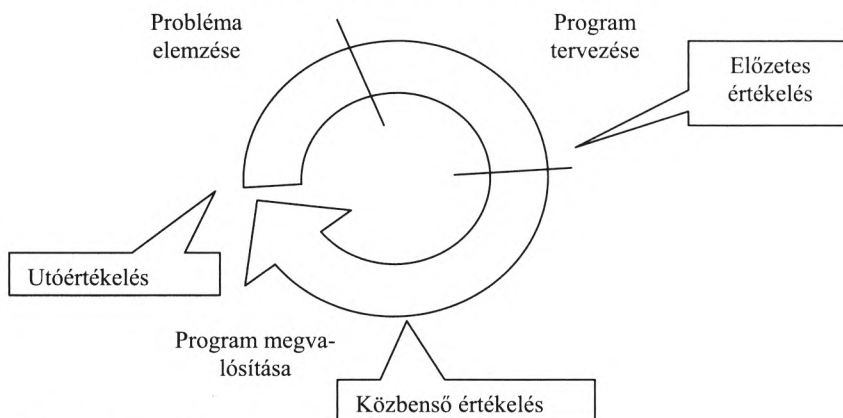 Probléma
elemzése
Program
tervezése
Előzetes
értékelés
Utóértékelés
Program megva-
lósítása
Közbenső értékelés